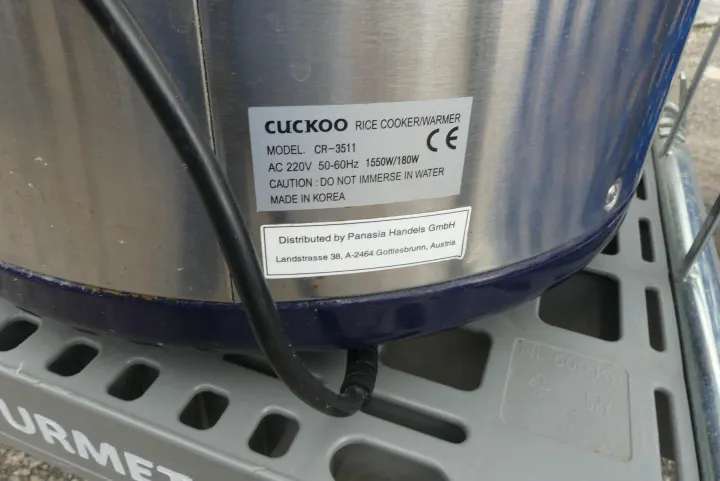 CUCKOO RICE COOKER/WARMER
MODEL. CR-3511
CE
AC 220V 50-60Hz 1550W/180W
CAUTION : DO NOT IMMERSE IN WATER
MADE IN KOREA
Distributed by Panasia Handels GmbH
Landstrasse 38, A-2464 Gottlesbrunn, Austria
URMET